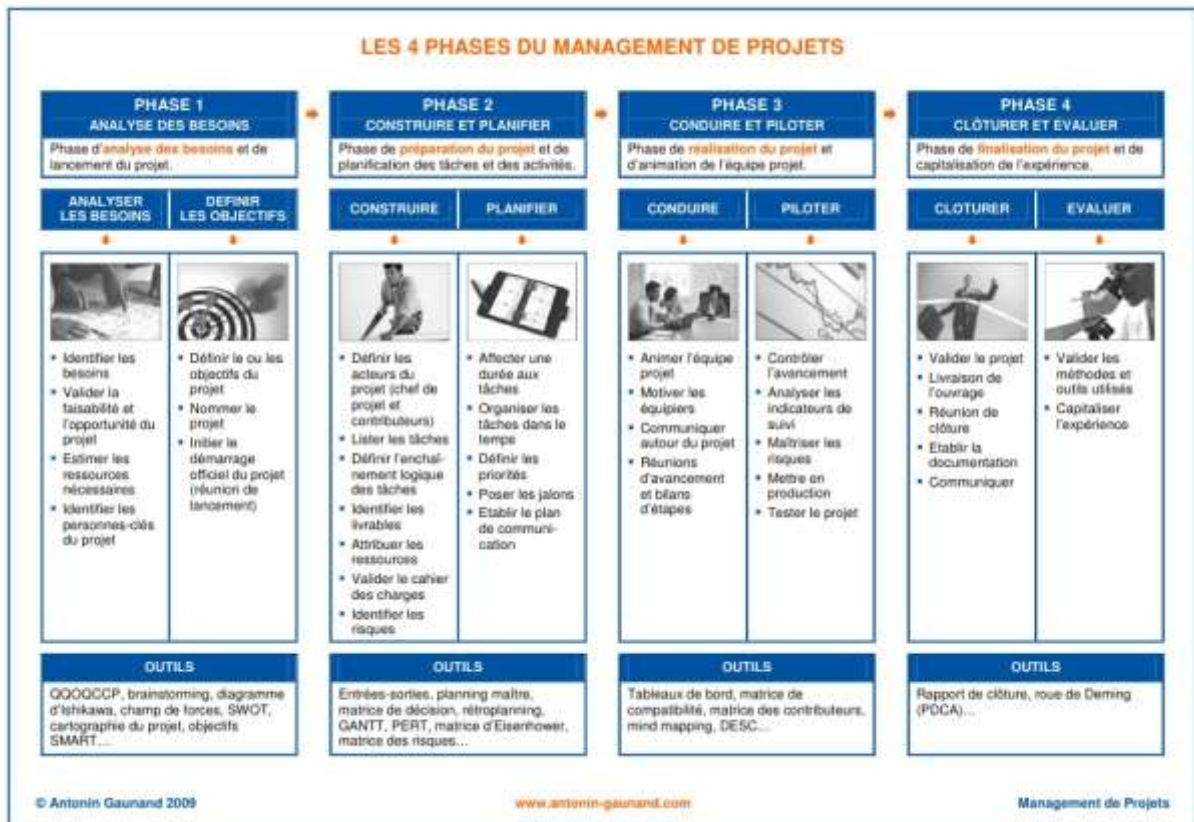 LES 4 PHASES DU MANAGEMENT DE PROJETS
PHASE 1
ANALYSE DES BESOINS
Phase d'analyse des besoins et de
lancement du projet.
ANALYSER
LES BESOINS
DEFINIR
LES OBJECTIFS
Identifier les
besoins
Valider la
faisabilité et
l'opportunité du
projet
Estimer les
ressources
nécessaires
Identifier les
personnes-clés
du projet
Définir le ou les
objectifs du
projet
Nommer le
projet
Initier le
démarrage
officiel du projet
(réunion de
lancement)
OUTILS
QQOQCCP, brainstorming, diagramme
d'Ishikawa, champ de forces, SWOT,
cartographie du projet, objectifs
SMART,...
PHASE 2
CONSTRUIRE ET PLANIFIER
Phase de préparation du projet et de
planification des tâches et des activités.
CONSTRUIRE
PLANIFIER
Définir les
acteurs du
projet (chef de
projet et
contributeurs)
Lister les tâches
Définir l'enchaî-
nement logique
des tâches
Identifier les
livrables
Attribuer les
ressources
Valider le cahier
des charges
Identifier les
risques
Affecter une
durée aux
tâches
Organiser les
tâches dans le
temps
Définir les
priorités
Poser les jalons
Etablir le plan
de communi-
cation
OUTILS
Entrées-sorties, planning maître,
matrice de décision, rétroplanning,
GANTT, PERT, matrice d'Eisenhower,
matrice des risques...
PHASE 3
CONDUIRE ET PILOTER
Phase de réalisation du projet et
d'animation de l'équipe projet.
CONDUIRE
PILOTER
Animer l'équipe
projet
Motiver les
équipiers
Communiquer
autour du projet
Réunions
d'avancement
et bilans
d'étapes
Contrôler
l'avancement
Analyser les
indicateurs de
suivi
Maîtriser les
risques
Mettre en
production
Tester le projet
OUTILS
Tableaux de bord, matrice de
compatibilité, matrice des contributeurs,
mind mapping, DESC...
PHASE 4
CLÔTURER ET EVALUER
Phase de finalisation du projet et de
capitalisation de l'expérience.
CLOTURER
EVALUER
Valider le projet
Livraison de
l'ouvrage
Réunion de
clôture
Etablir la
documentation
Communiquer
Valider les
méthodes et
outils utilisés
Capitaliser
l'expérience
OUTILS
Rapport de clôture, roue de Deming
(PDCA)...
© Antonin Gaunand 2009
www.antonin-gaunand.com
Management de Projets